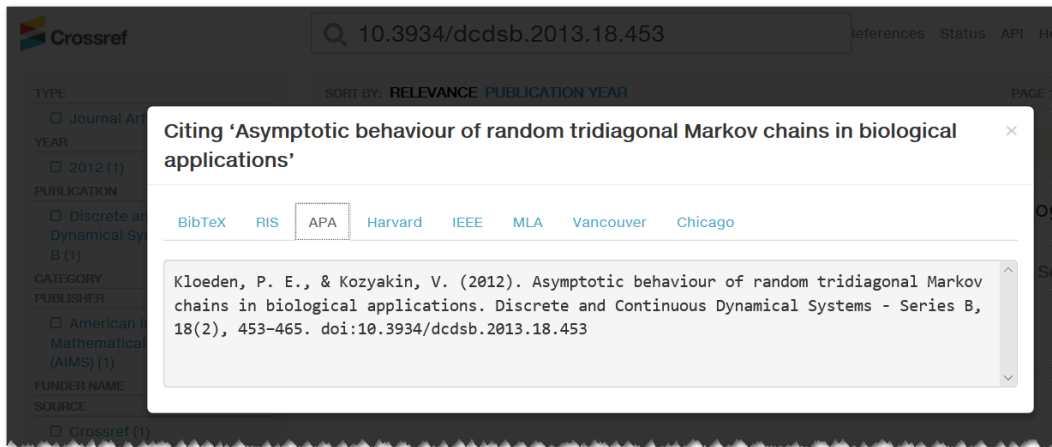 Crossref
10.3934/dcdsb.2013.18.453
References Status API
SORT BY: RELEVANCE PUBLICATION YEAR
PAGE
TYPE
Journal
YEAR
2012 (1)
PUBLICATION
Discrete
Dynamical
B (1)
CATEGORY
PUBLISHER
American
Mathematical
(AIMS) (1)
FUNDER NAME
SOURCE
Crossref (1)
Citing ‘Asymptotic behaviour of random tridiagonal Markov chains in biological
applications’
×
BibTeX RIS APA Harvard IEEE MLA Vancouver Chicago
Kloeden, P. E., & Kozyakin, V. (2012). Asymptotic behaviour of random tridiagonal Markov
chains in biological applications. Discrete and Continuous Dynamical Systems - Series B,
18(2), 453–465. doi:10.3934/dcdsb.2013.18.453